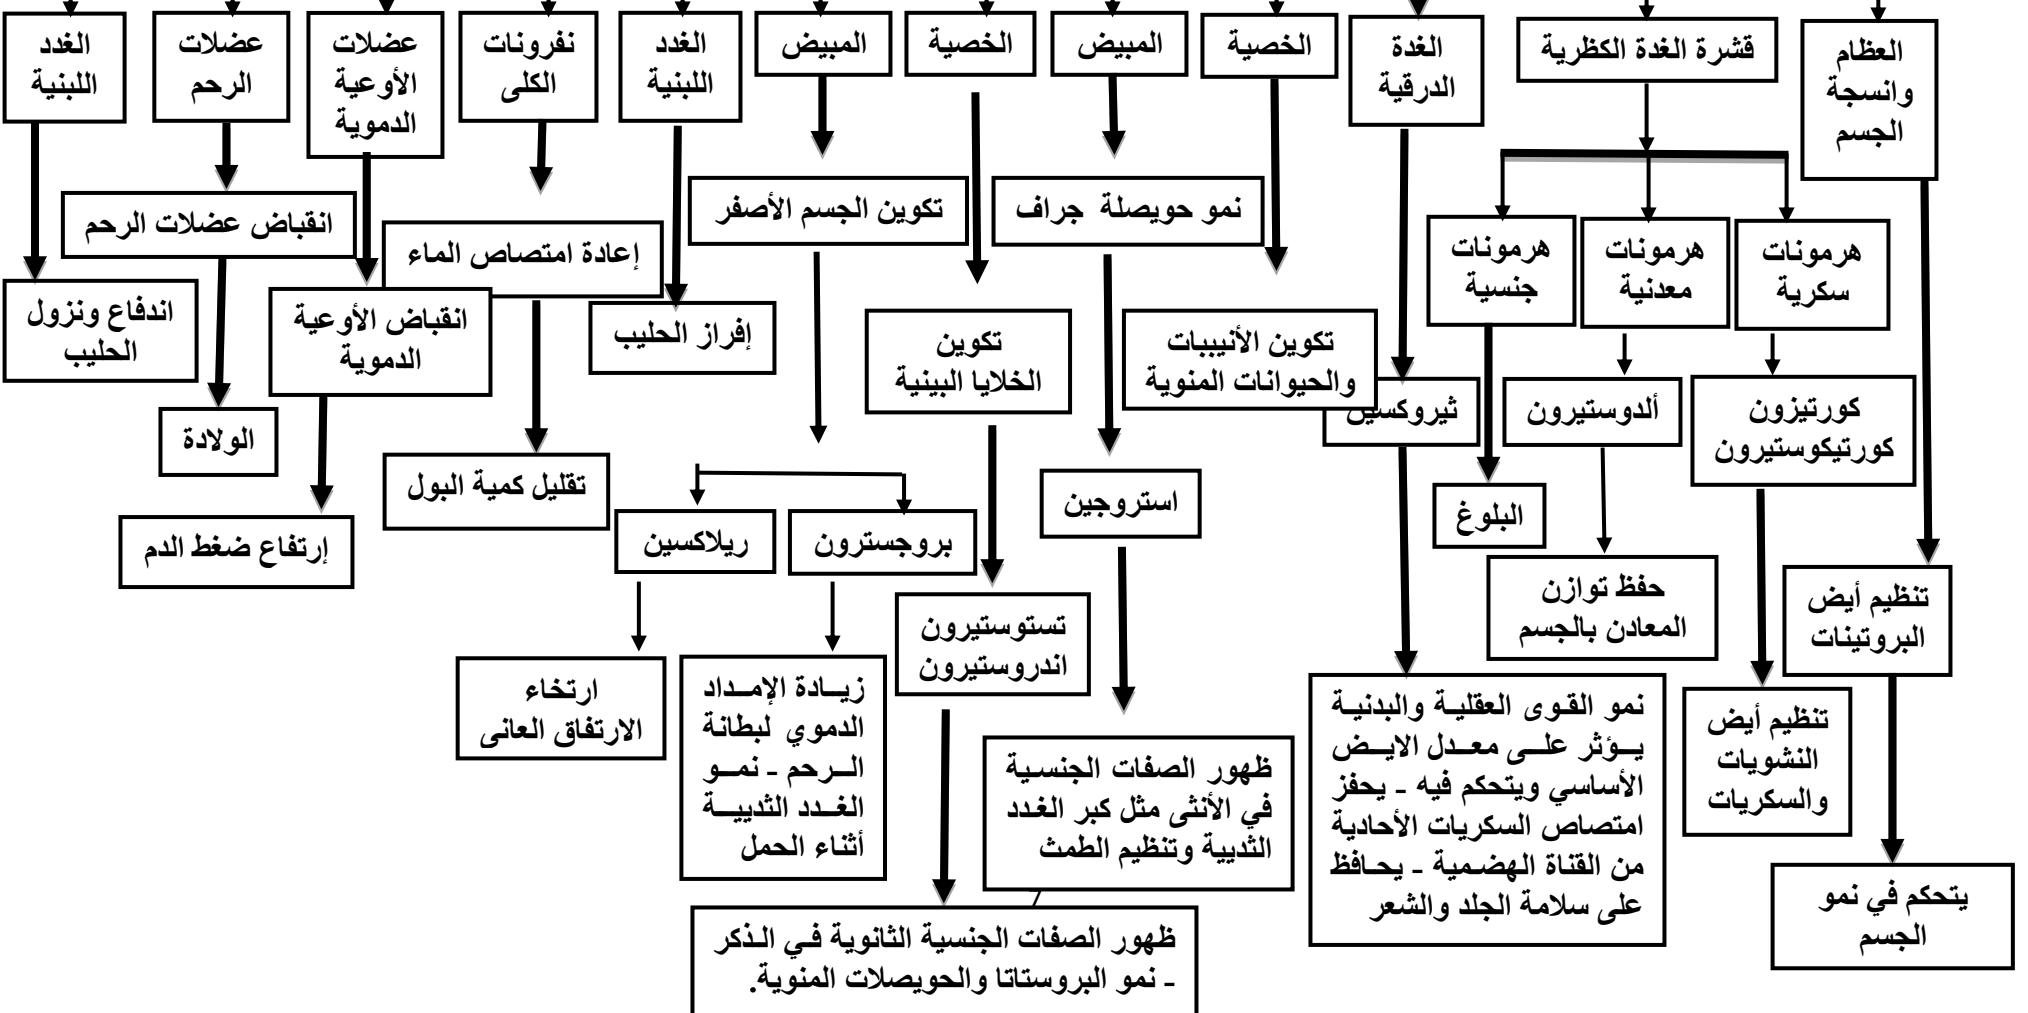 العظام
وانسجة
الجسم
قشرة الغدة الكظرية
الغدة
الدرقية
الخصية
المبيض
الخصية
المبيض
الغدد
اللبنية
نفرونات
الكلى
عضلات
الأوعية
الدموية
عضلات
الرحم
الغدد
اللبنية
هرمونات
سكرية
هرمونات
معدنية
هرمونات
جنسية
نمو حويصلة جراف
تكوين الجسم الأصفر
إعادة امتصاص الماء
انقباض عضلات الرحم
تكوين الأنيببات
والحيوانات المنوية
تكوين
الخلايا البينية
إفراز الحليب
انقباض الأوعية
الدموية
اندفاع ونزول
الحليب
كورتيزون
كورتيكوستيرون
ألدوستيرون
ثيروكسين
البلوغ
استروجين
بروجسترون
ريلاكسين
تقليل كمية البول
الولادة
إرتفاع ضغط الدم
تنظيم أيض
البروتينات
حفظ توازن
المعادن بالجسم
تستوستيرون
اندروستيرون
تنظيم أيض
النشويات
والسكريات
نمو القوى العقلية والبدنية
يؤثر على معدل الايض
الأساسي ويتحكم فيه - يحفز
امتصاص السكريات الأحادية
من القناة الهضمية - يحافظ
على سلامة الجلد والشعر
ظهور الصفات الجنسية
في الأنثى مثل كبر الغدد
الثديية وتنظيم الطمث
زيادة الإمداد
الدموي لبطانة
الرحم - نمو
الغدد الثديية
أثناء الحمل
ارتخاء
الارتفاق العانى
يتحكم في نمو
الجسم
ظهور الصفات الجنسية الثانوية في الذكر
- نمو البروستاتا والحويصلات المنوية.